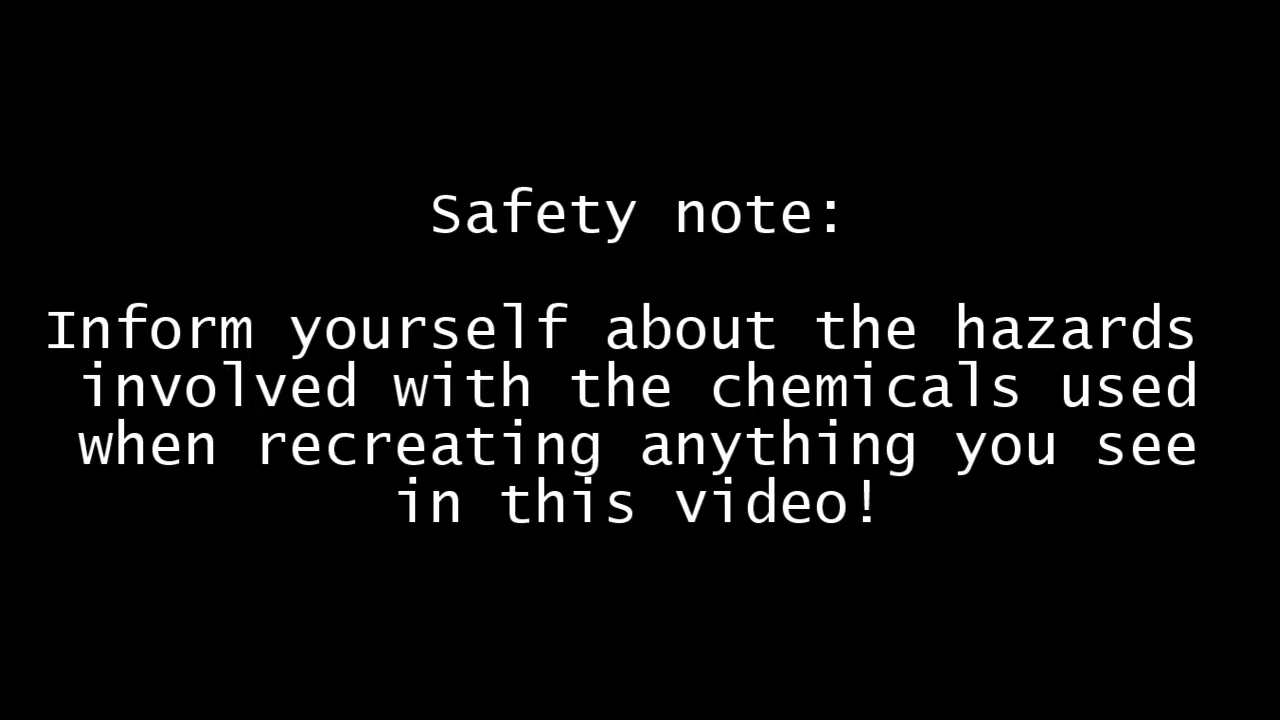 Safety note:
Inform yourself about the hazards
involved with the chemicals used
when recreating anything you see
in this video!